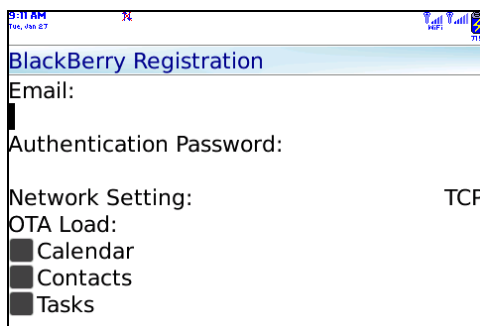 9:11 AM
Tue, Jan 27
WiFi
BlackBerry Registration
Email:
Authentication Password:
Network Setting: TCP
OTA Load:
Calendar
Contacts
Tasks